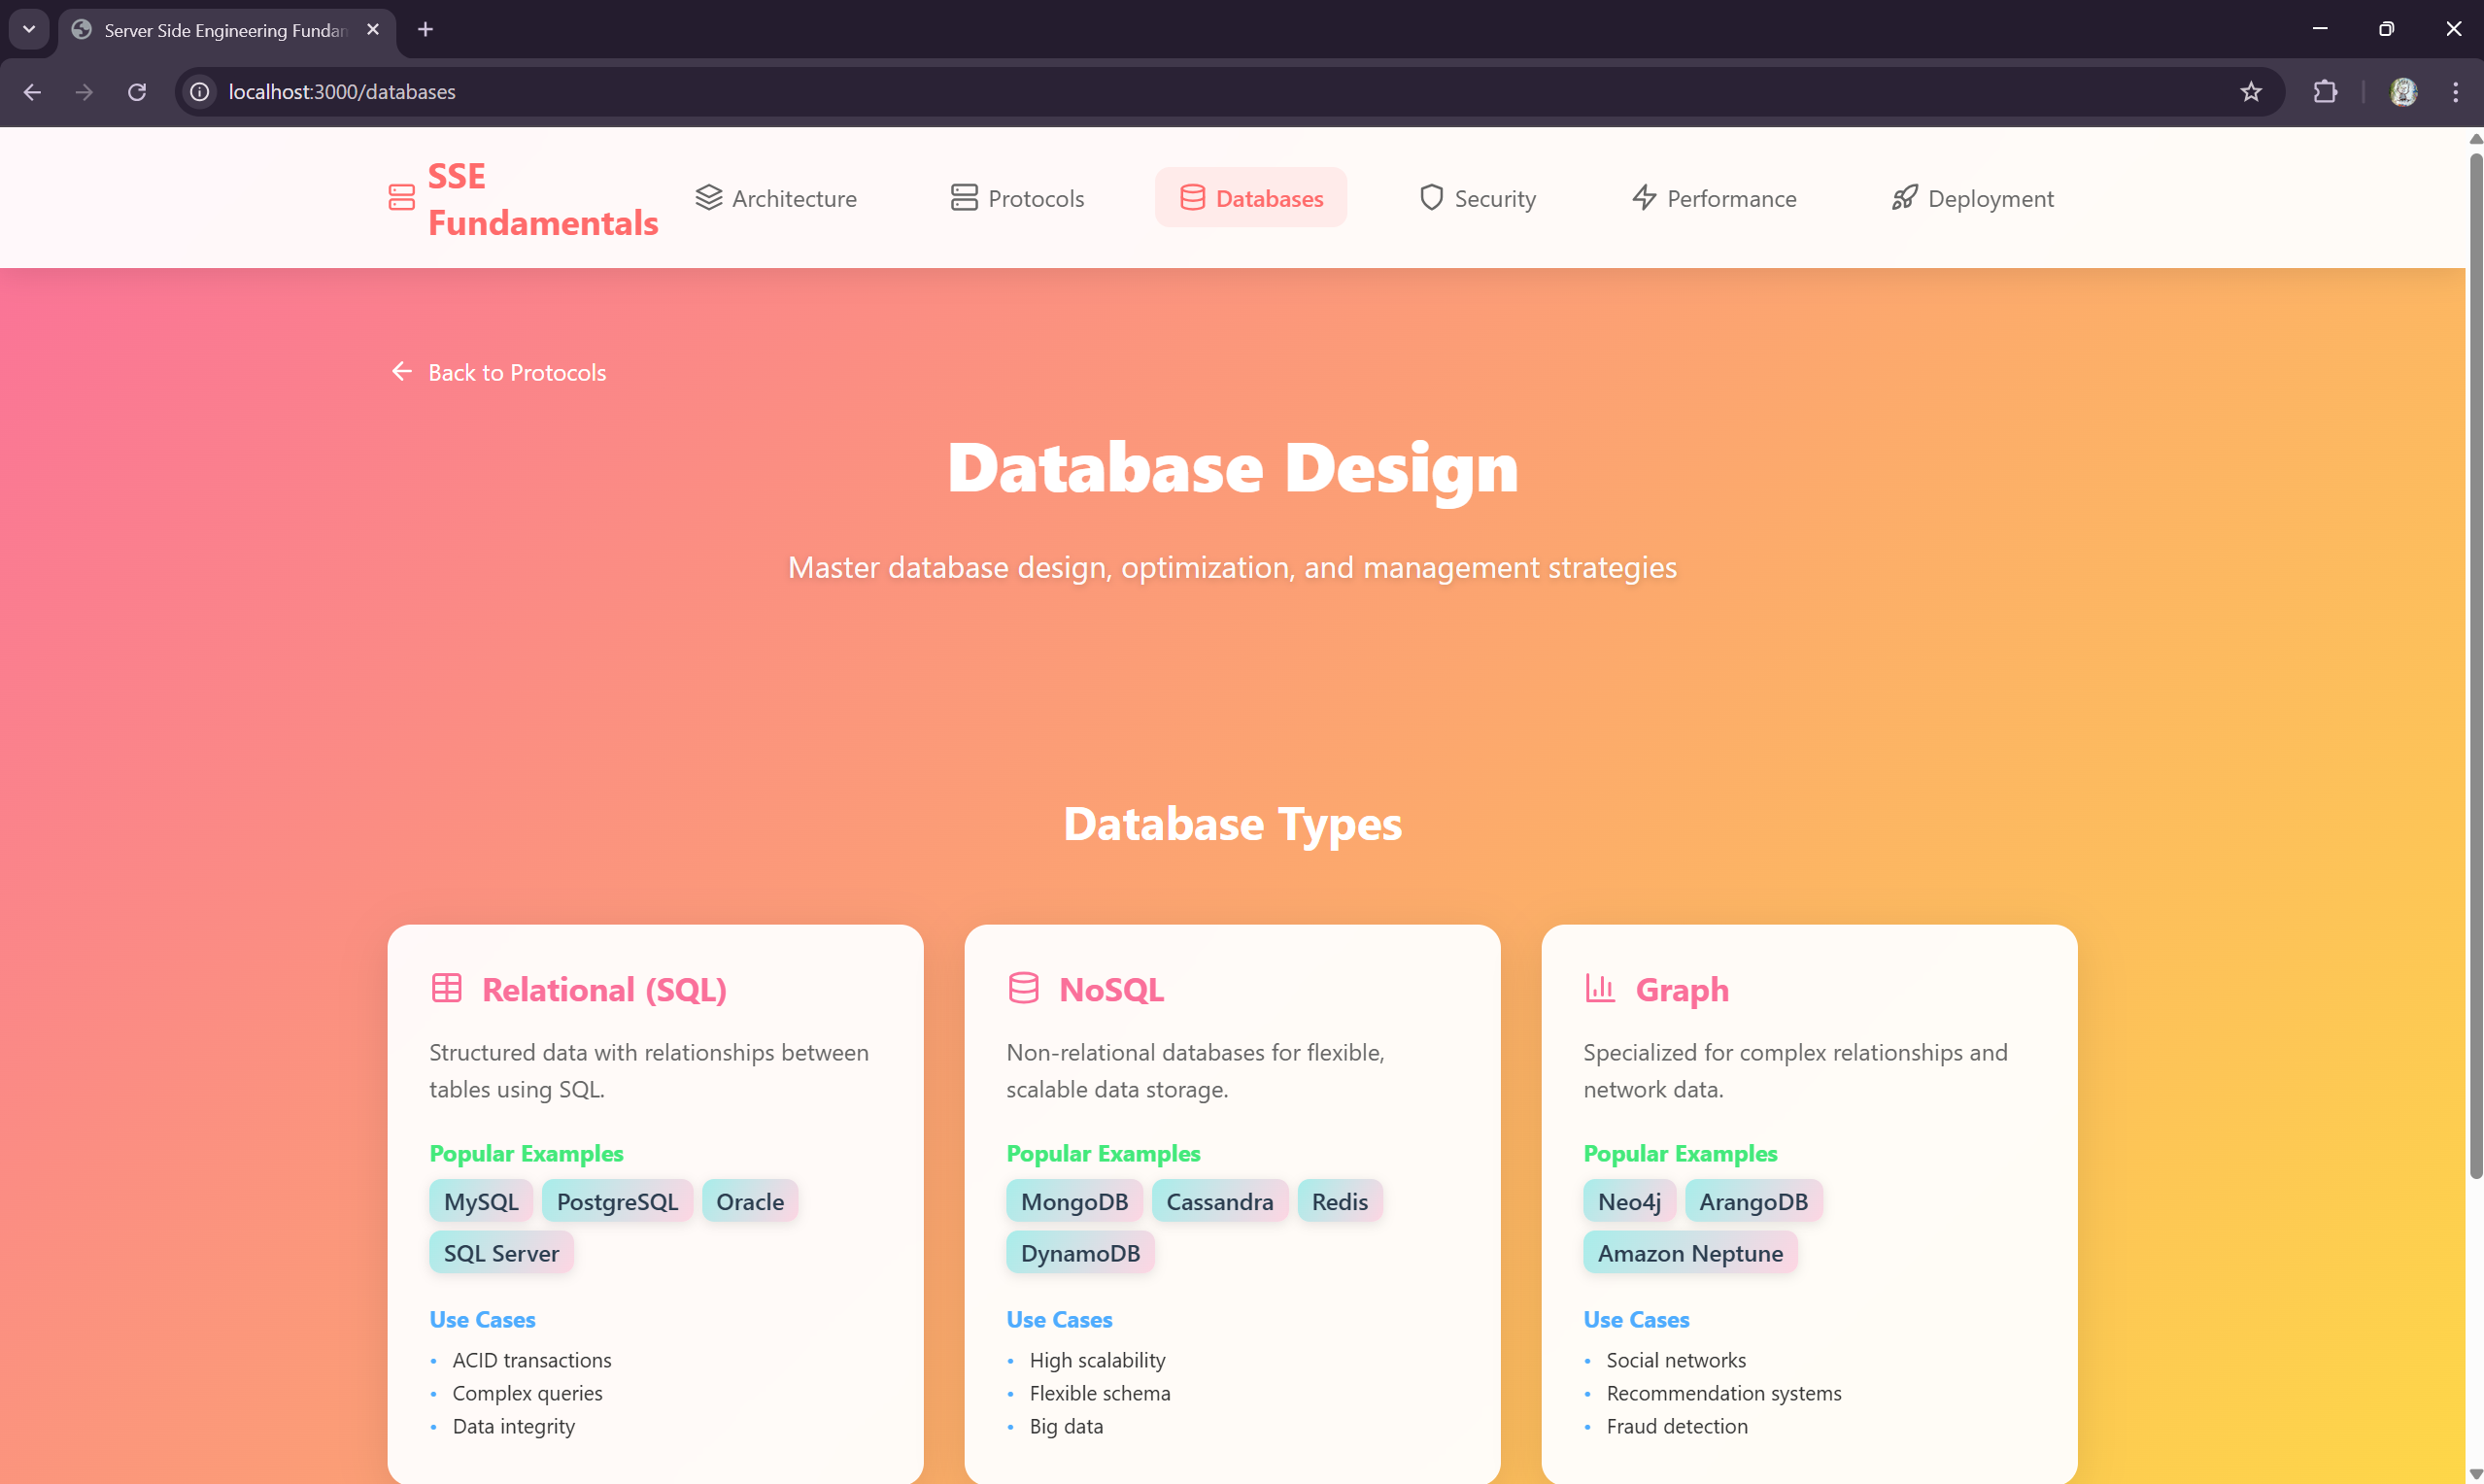 Server Side Engineering Fundam
localhost:3000/databases
SSE
Fundamentals
Architecture
Protocols
Databases
Security
Performance
Deployment
Back to Protocols
Database Design
Master database design, optimization, and management strategies
Database Types
Relational (SQL)
Structured data with relationships between
tables using SQL.
Popular Examples
MySQL PostgreSQL Oracle
SQL Server
Use Cases
• ACID transactions
• Complex queries
• Data integrity
NoSQL
Non-relational databases for flexible,
scalable data storage.
Popular Examples
MongoDB Cassandra Redis
DynamoDB
Use Cases
• High scalability
• Flexible schema
• Big data
Graph
Specialized for complex relationships and
network data.
Popular Examples
Neo4j ArangoDB
Amazon Neptune
Use Cases
• Social networks
• Recommendation systems
• Fraud detection